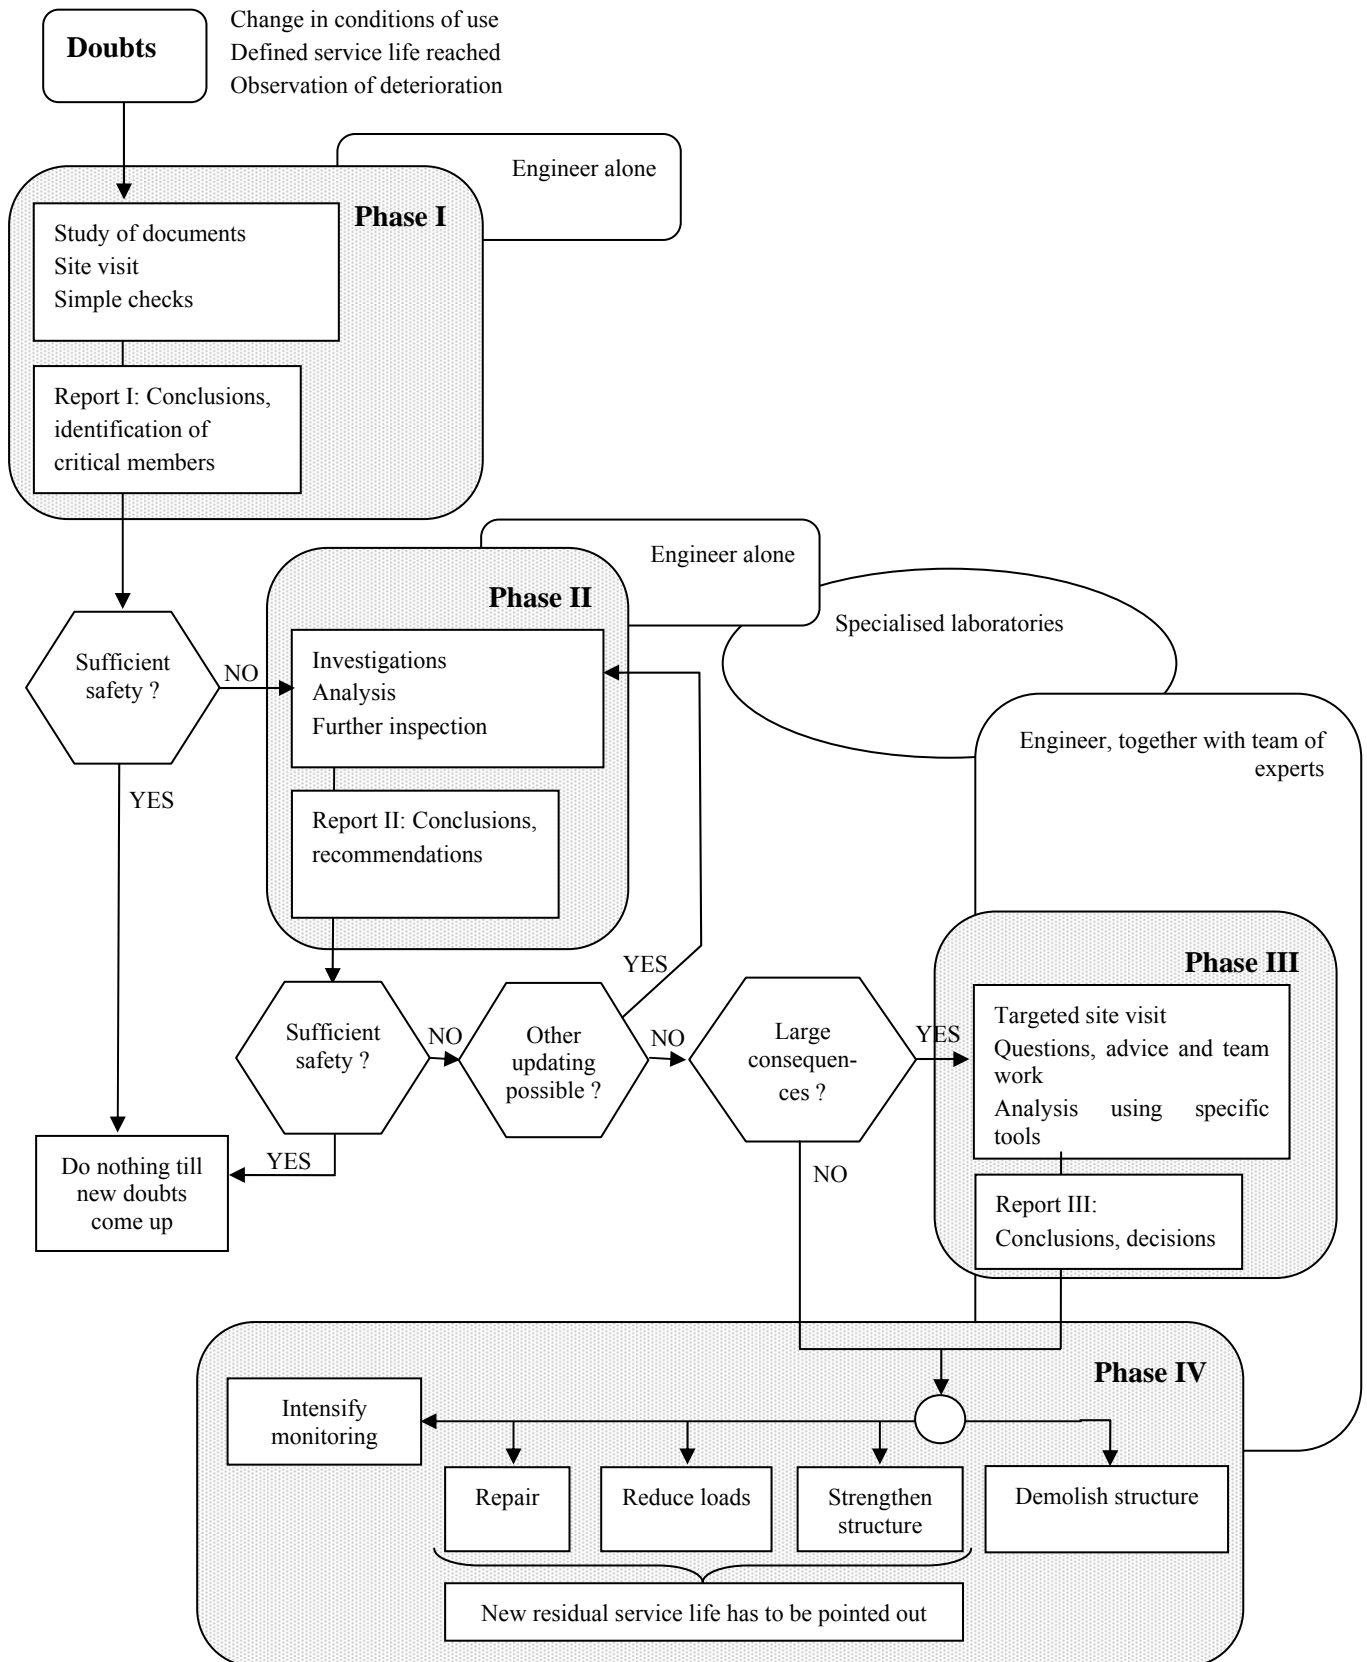 Doubts
Change in conditions of use
Defined service life reached
Observation of deterioration
Engineer alone
Phase I
Study of documents
Site visit
Simple checks
Report I: Conclusions,
identification of
critical members
Engineer alone
Phase II
Specialised laboratories
Sufficient
safety ?
NO
Investigations
Analysis
Further inspection
Engineer, together with team of
experts
YES
Report II: Conclusions,
recommendations
YES
Phase III
Sufficient
safety ?
NO
Other
updating
possible ?
NO
Large
consequen-
ces ?
YES
Targeted site visit
Questions, advice and team
work
Analysis using specific
tools
YES
Do nothing till
new doubts
come up
NO
Report III:
Conclusions, decisions
Phase IV
Intensify
monitoring
Repair
Reduce loads
Strengthen
structure
Demolish structure
New residual service life has to be pointed out